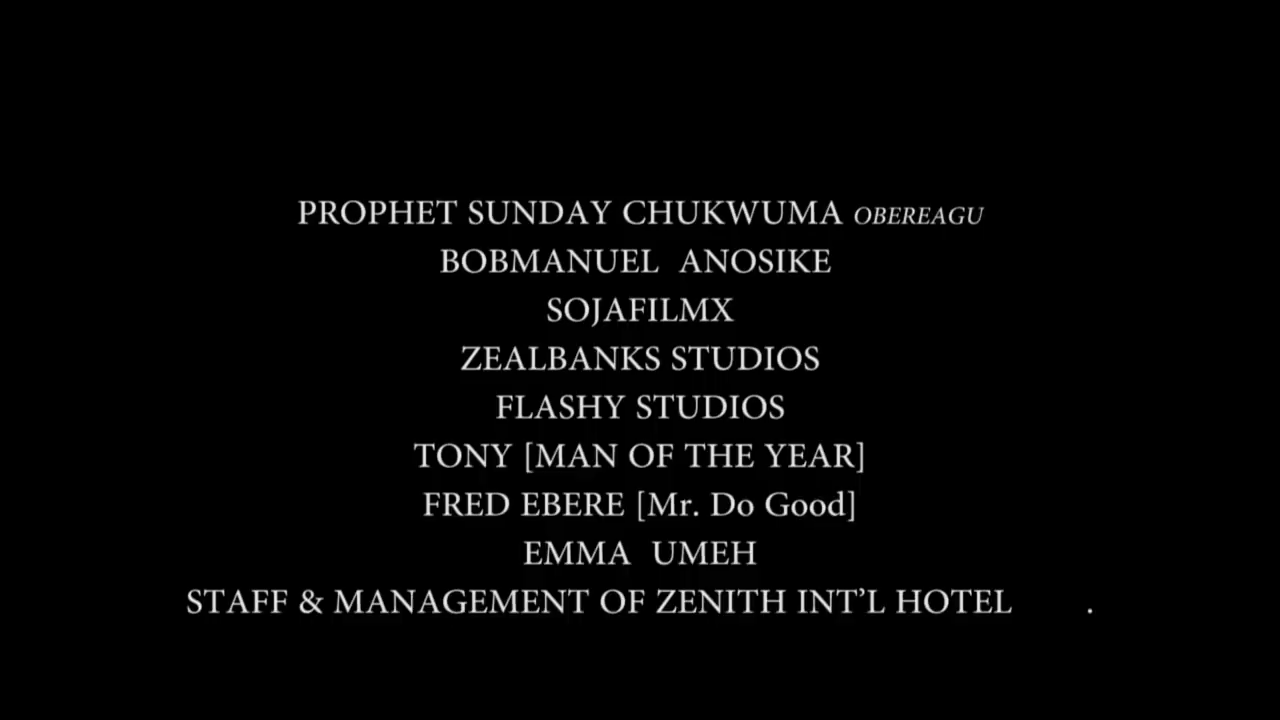 PROPHET SUNDAY CHUKWUMA OBEREAGU
BOBMANUEL ANOSIKE
SOJAFILMX
ZEALBANKS STUDIOS
FLASHY STUDIOS
TONY [MAN OF THE YEAR]
FRED EBERE [Mr. Do Good]
EMMA UMEH
STAFF & MANAGEMENT OF ZENITH INT’L HOTEL .